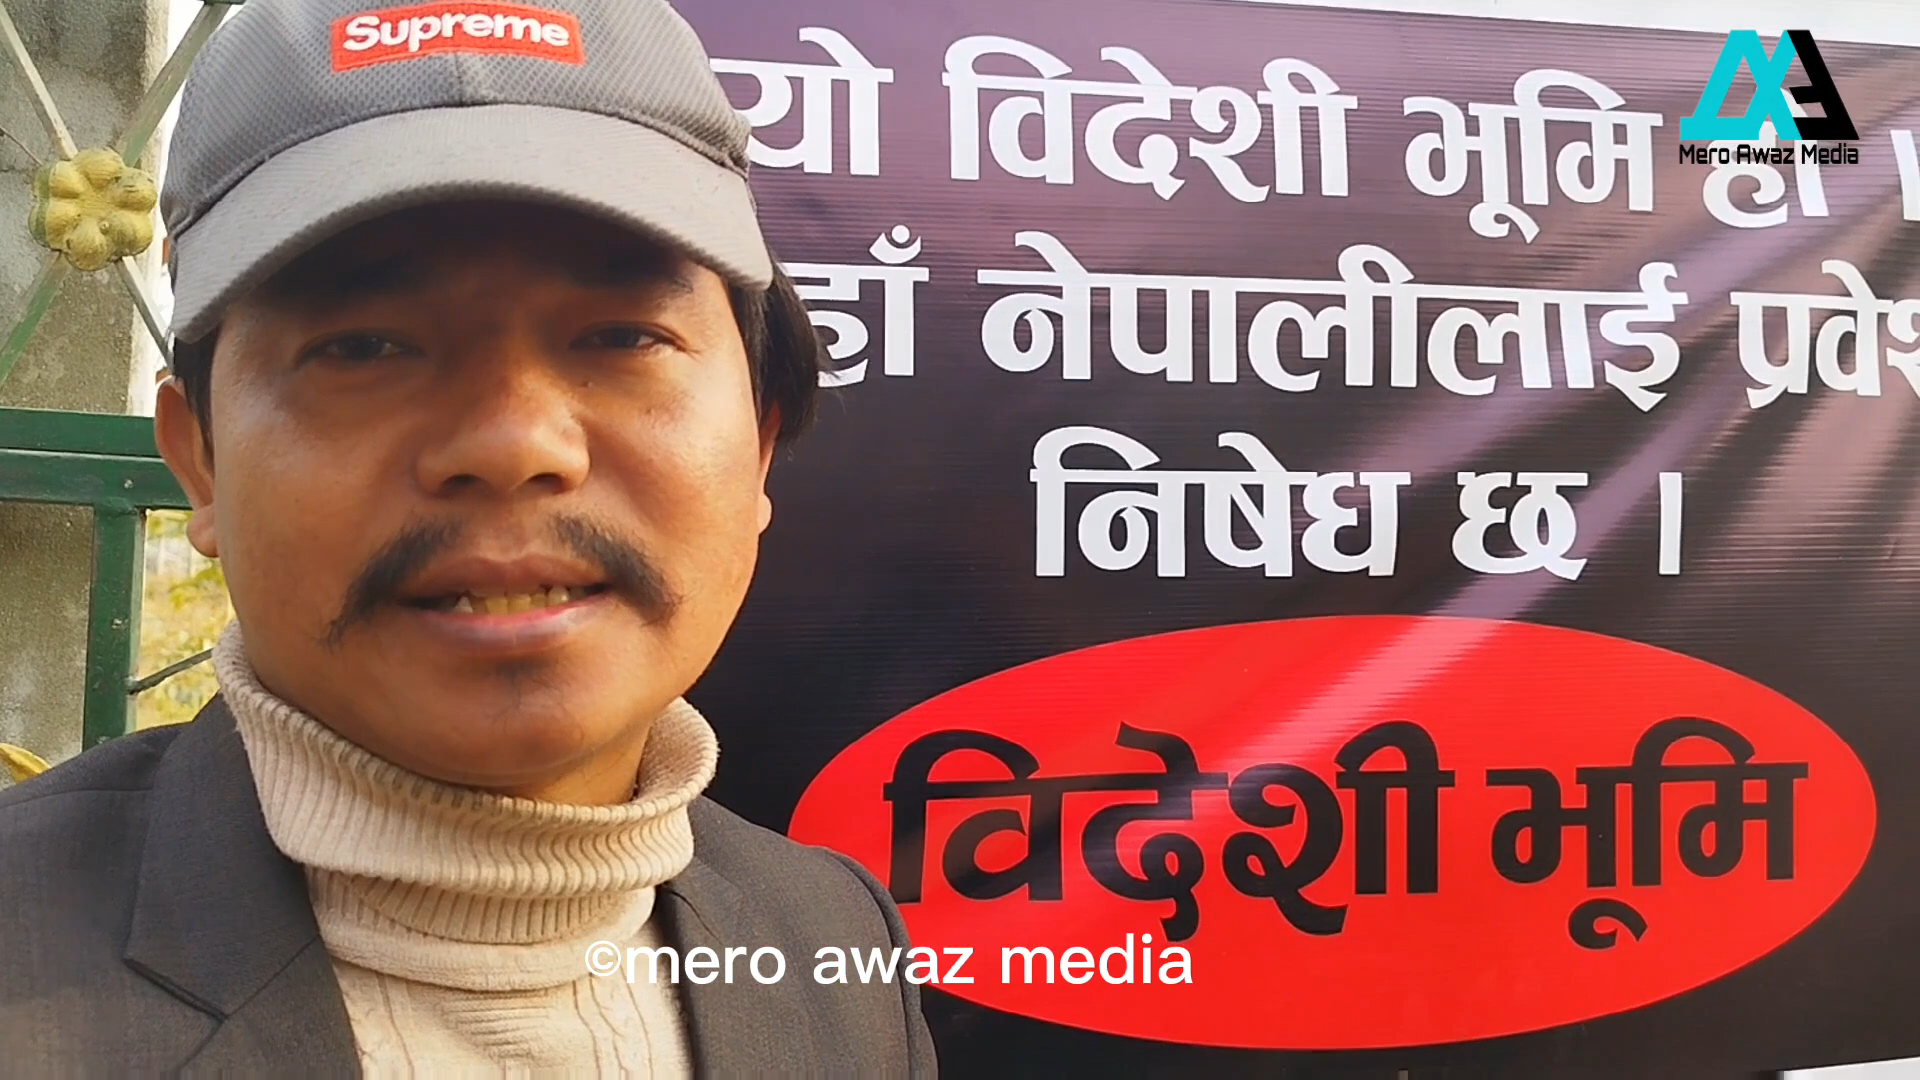 Supreme
यो विदेशी भूमि हो ।
Mero Awaz Media
हाँ नेपालीलाई प्रवेश
निषेध छ ।
विदेशी भूमि
©mero awaz media